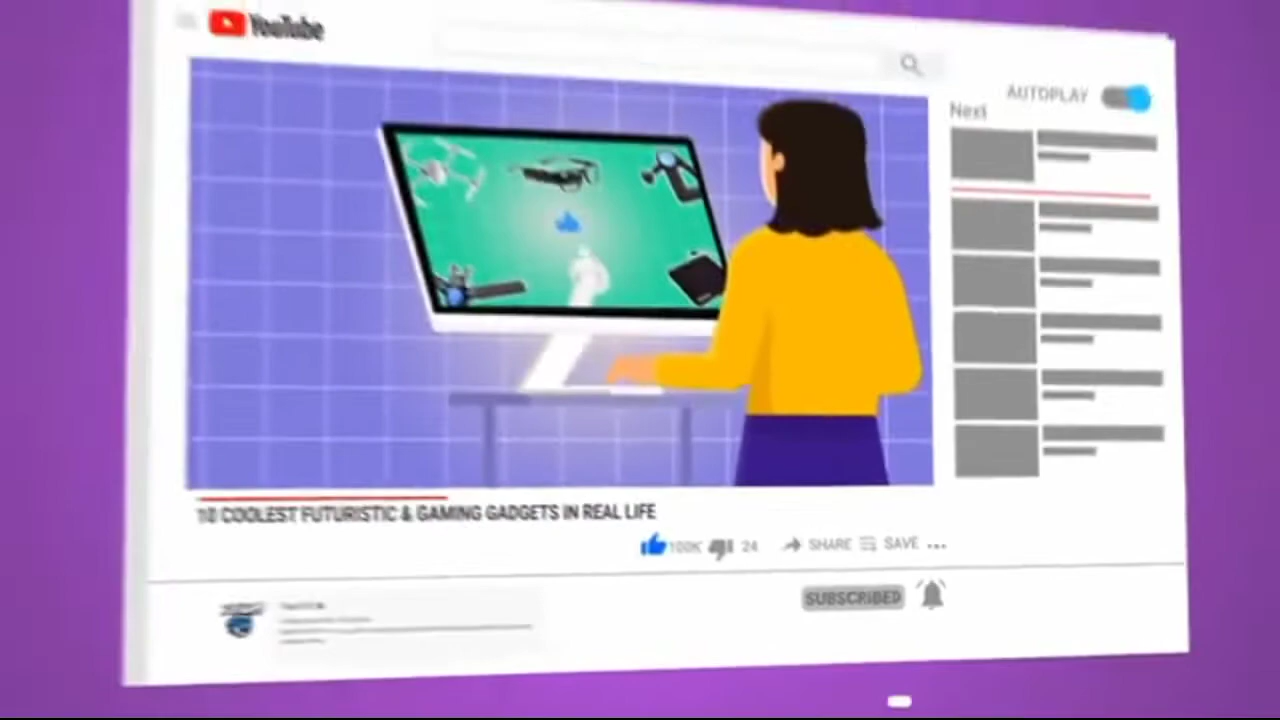 YouTube
AUTOPLAY
Next
10 COOLEST FUTURISTIC & GAMING GADGETS IN REAL LIFE
100K 24 SHARE SAVE ...
SUBSCRIBED